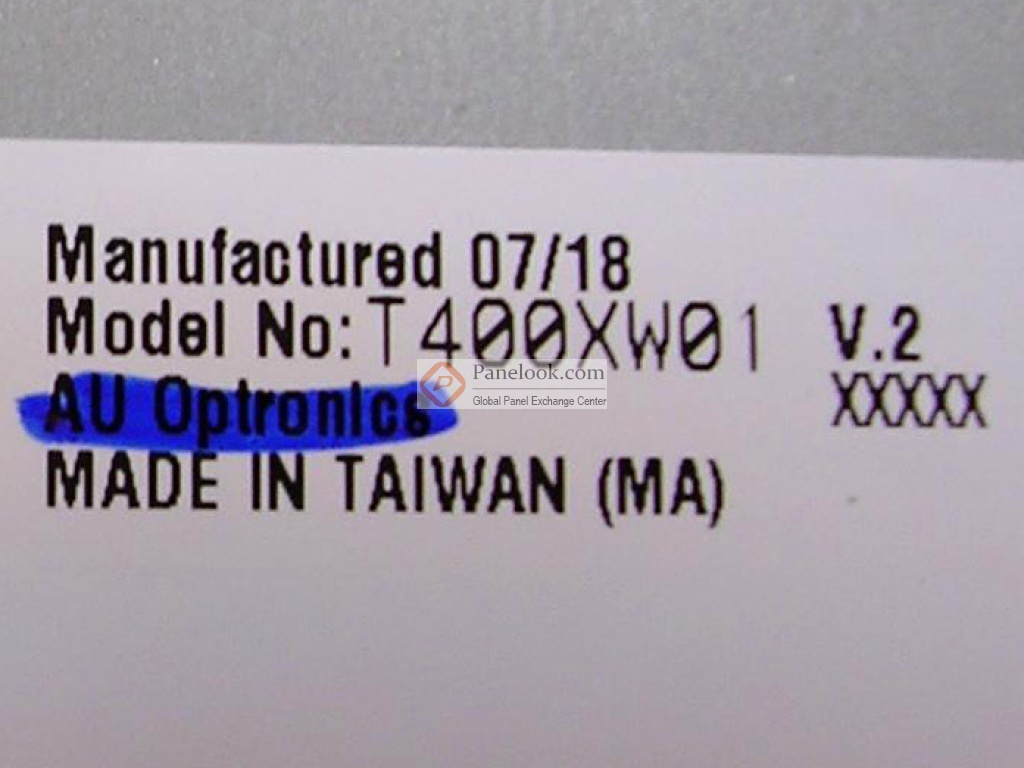 Manufactured 07/18
Model No: T400XW01 V.2
Panelook.com
Global Panel Exchange Center
AU Optronics XXXXX
MADE IN TAIWAN (MA)